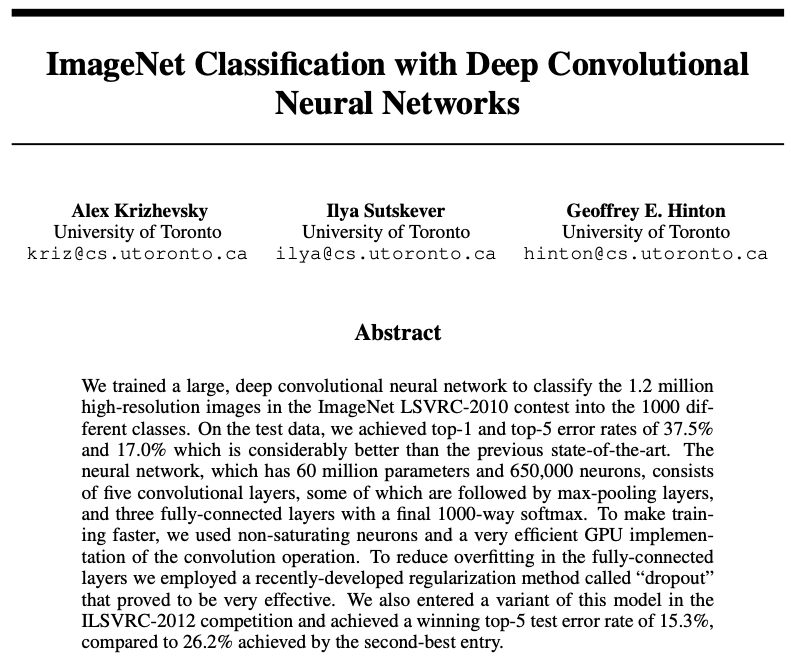 ImageNet Classification with Deep Convolutional
Neural Networks
Alex Krizhevsky
University of Toronto
kriz@cs.utoronto.ca
Ilya Sutskever
University of Toronto
ilya@cs.utoronto.ca
Geoffrey E. Hinton
University of Toronto
hinton@cs.utoronto.ca
Abstract
We trained a large, deep convolutional neural network to classify the 1.2 million
high-resolution images in the ImageNet LSVRC-2010 contest into the 1000 dif-
ferent classes. On the test data, we achieved top-1 and top-5 error rates of 37.5%
and 17.0% which is considerably better than the previous state-of-the-art. The
neural network, which has 60 million parameters and 650,000 neurons, consists
of five convolutional layers, some of which are followed by max-pooling layers,
and three fully-connected layers with a final 1000-way softmax. To make train-
ing faster, we used non-saturating neurons and a very efficient GPU implemen-
tation of the convolution operation. To reduce overfitting in the fully-connected
layers we employed a recently-developed regularization method called “dropout”
that proved to be very effective. We also entered a variant of this model in the
ILSVRC-2012 competition and achieved a winning top-5 test error rate of 15.3%,
compared to 26.2% achieved by the second-best entry.